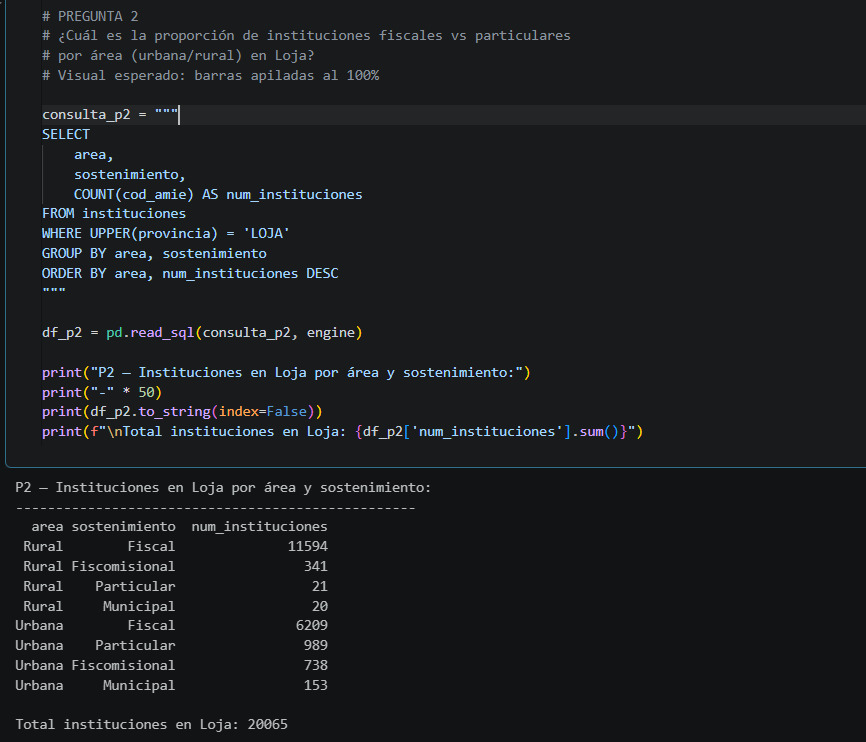 # PREGUNTA 2
# ¿Cuál es la proporción de instituciones fiscales vs particulares
# por área (urbana/rural) en Loja?
# Visual esperado: barras apiladas al 100%

consulta_p2 = """
SELECT
    area,
    sostenimiento,
    COUNT(cod_amie) AS num_instituciones
FROM instituciones
WHERE UPPER(provincia) = 'LOJA'
GROUP BY area, sostenimiento
ORDER BY area, num_instituciones DESC
"""

df_p2 = pd.read_sql(consulta_p2, engine)

print("P2 — Instituciones en Loja por área y sostenimiento:")
print("-" * 50)
print(df_p2.to_string(index=False))
print(f"\nTotal instituciones en Loja: {df_p2['num_instituciones'].sum()}")

P2 — Instituciones en Loja por área y sostenimiento:
--------------------------------------------------
  area sostenimiento  num_instituciones
 Rural        Fiscal              11594
 Rural Fiscomisional                341
 Rural    Particular                 21
 Rural     Municipal                 20
Urbana        Fiscal               6209
Urbana    Particular                989
Urbana Fiscomisional                738
Urbana     Municipal                153

Total instituciones en Loja: 20065